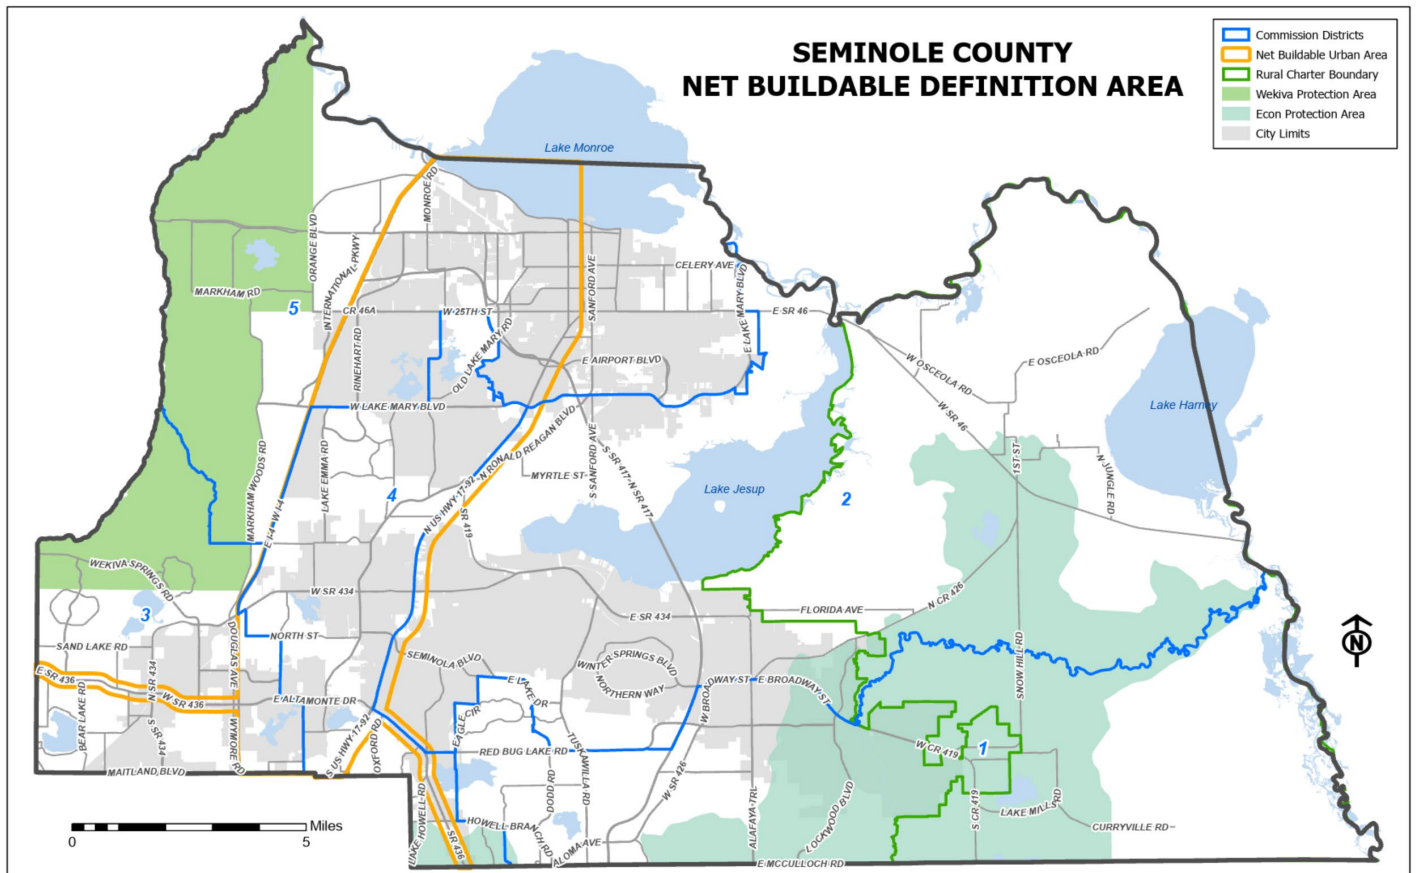 SEMINOLE COUNTY
NET BUILDABLE DEFINITION AREA
Commission Districts
Net Buildable Urban Area
Rural Charter Boundary
Wekiva Protection Area
Econ Protection Area
City Limits
Lake Monroe
MONROE RD
ORANGE BLVD
INTERNATIONAL PKWY
MARKHAM RD
5
CR 46A
W 25TH ST
SANFORD AVE
CELERY AVE
E LAKE MARY BLVD
E SR 46
RINEHART RD
OLD LAKE MARY RD
E AIRPORT BLVD
W OSCEOLA RD
E OSCEOLA RD
W SR 46
Lake Harney
W LAKE MARY BLVD
N RONALD REAGAN BLVD
MARKHAM WOODS RD
LAKE EMMA RD
4
MYRTLE ST
S SANFORD AVE
S SR 417
N SR 417
Lake Jesup
2
1ST ST
N JUNGLE RD
E I-4
W I-4
N US HWY 17-92
SR 419
WEKIVA SPRINGS RD
W SR 434
3
NORTH ST
E SR 434
FLORIDA AVE
N CR 426
SNOW HILL RD
N
SAND LAKE RD
DOUGLAS AVE
SEMINOLA BLVD
WINTER SPRINGS BLVD
NORTHERN WAY
E LAKE DR
W BROADWAY ST
E BROADWAY ST
E SR 436
W SR 436
BEAR LAKE RD
N SR 434
S SR 434
WYMORE RD
E ALTAMONTE DR
EAGLE CIR
RED BUG LAKE RD
TUSKAWILLA RD
W CR 419
1
MAITLAND BLVD
S US HWY 17-92
OXFORD RD
DODD RD
W SR 426
LAKE HOWELL RD
SR 436
HOWELL BRANCH RD
ALOMA AVE
ALAFAYA TRL
LOCKWOOD BLVD
S CR 419
LAKE MILLS RD
CURRYVILLE RD
E MCCULLOCH RD
Miles
0
5